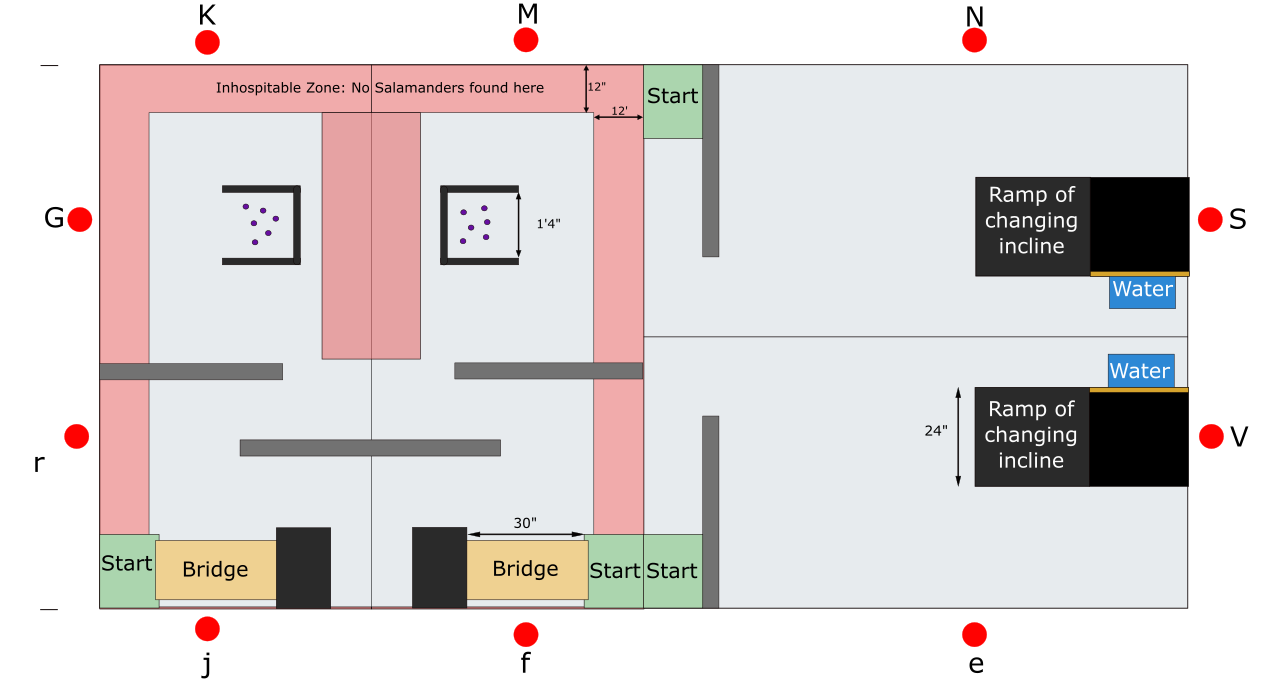 K
M
N
Inhospitable Zone: No Salamanders found here
12"
12'
Start
G
1'4"
Ramp of
changing
incline
S
Water
Water
r
24"
Ramp of
changing
incline
V
30"
Start
Bridge
Bridge
Start
Start
j
f
e